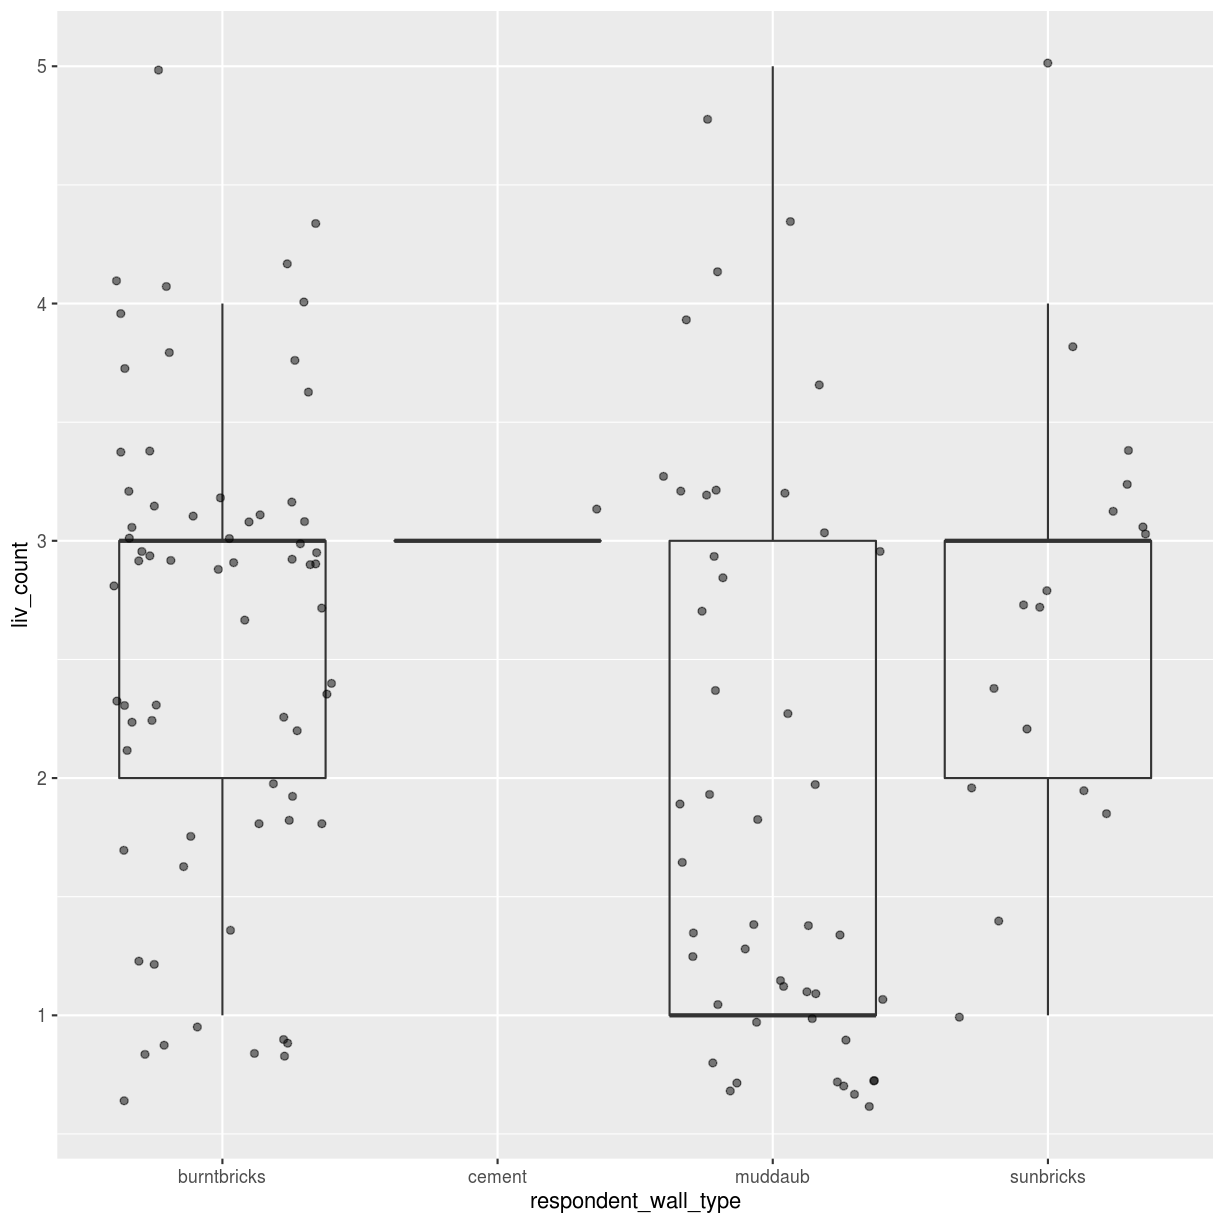 liv_count
5
4
3
2
1
burntbricks
cement
muddaub
sunbricks
respondent_wall_type